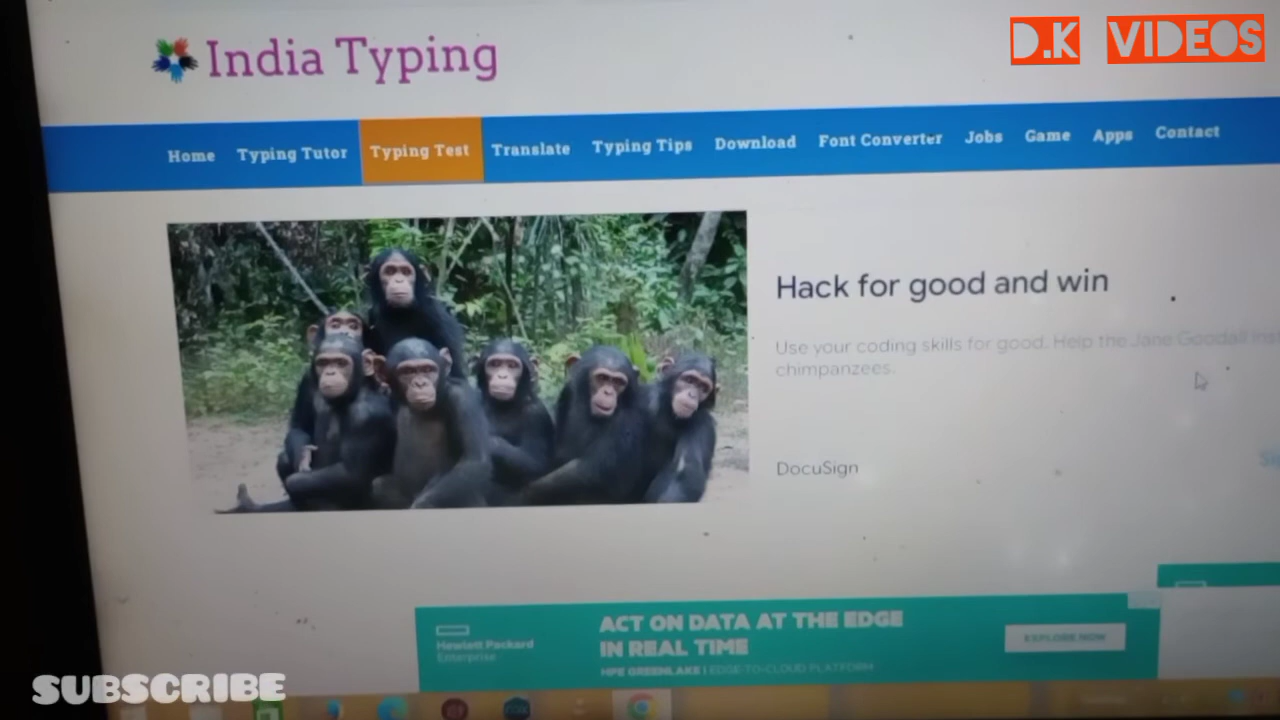 D.K VIDEOS
India Typing
Home Typing Tutor Typing Test Translate Typing Tips Download Font Converter Jobs Game Apps Contact
Hack for good and win
Use your coding skills for good. Help the Jane Goodall
chimpanzees.
DocuSign
Hewlett Packard
Enterprise
ACT ON DATA AT THE EDGE
IN REAL TIME
HPE GREENLAKE | EDGE-TO-CLOUD PLATFORM
EXPLORE NOW
SUBSCRIBE